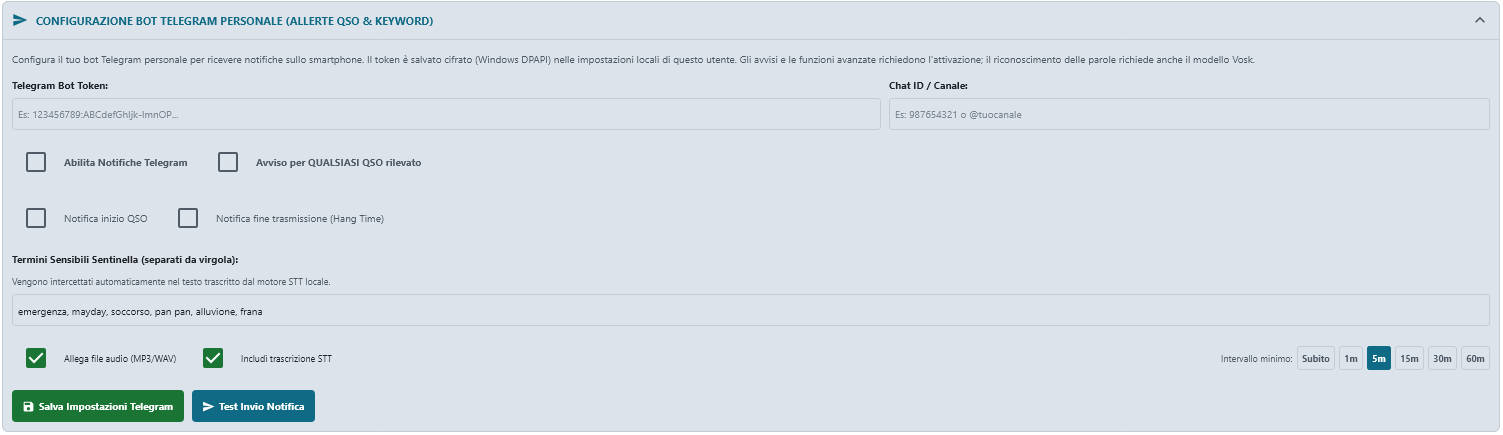 CONFIGURAZIONE BOT TELEGRAM PERSONALE (ALLERTE QSO & KEYWORD)
Configura il tuo bot Telegram personale per ricevere notifiche sullo smartphone. Il token è salvato cifrato (Windows DPAPI) nelle impostazioni locali di questo utente. Gli avvisi e le funzioni avanzate richiedono l'attivazione; il riconoscimento delle parole richiede anche il modello Vosk.
Telegram Bot Token: Chat ID / Canale:
Es: 123456789:ABCdefGhIjk-lmnOP... Es: 987654321 o @tuocanale
Abilita Notifiche Telegram Avviso per QUALSIASI QSO rilevato
Notifica inizio QSO Notifica fine trasmissione (Hang Time)
Termini Sensibili Sentinella (separati da virgola):
Vengono intercettati automaticamente nel testo trascritto dal motore STT locale.
emergenza, mayday, soccorso, pan pan, alluvione, frana
Allega file audio (MP3/WAV) Includi trascrizione STT Intervallo minimo: Subito 1m 5m 15m 30m 60m
Salva Impostazioni Telegram Test Invio Notifica